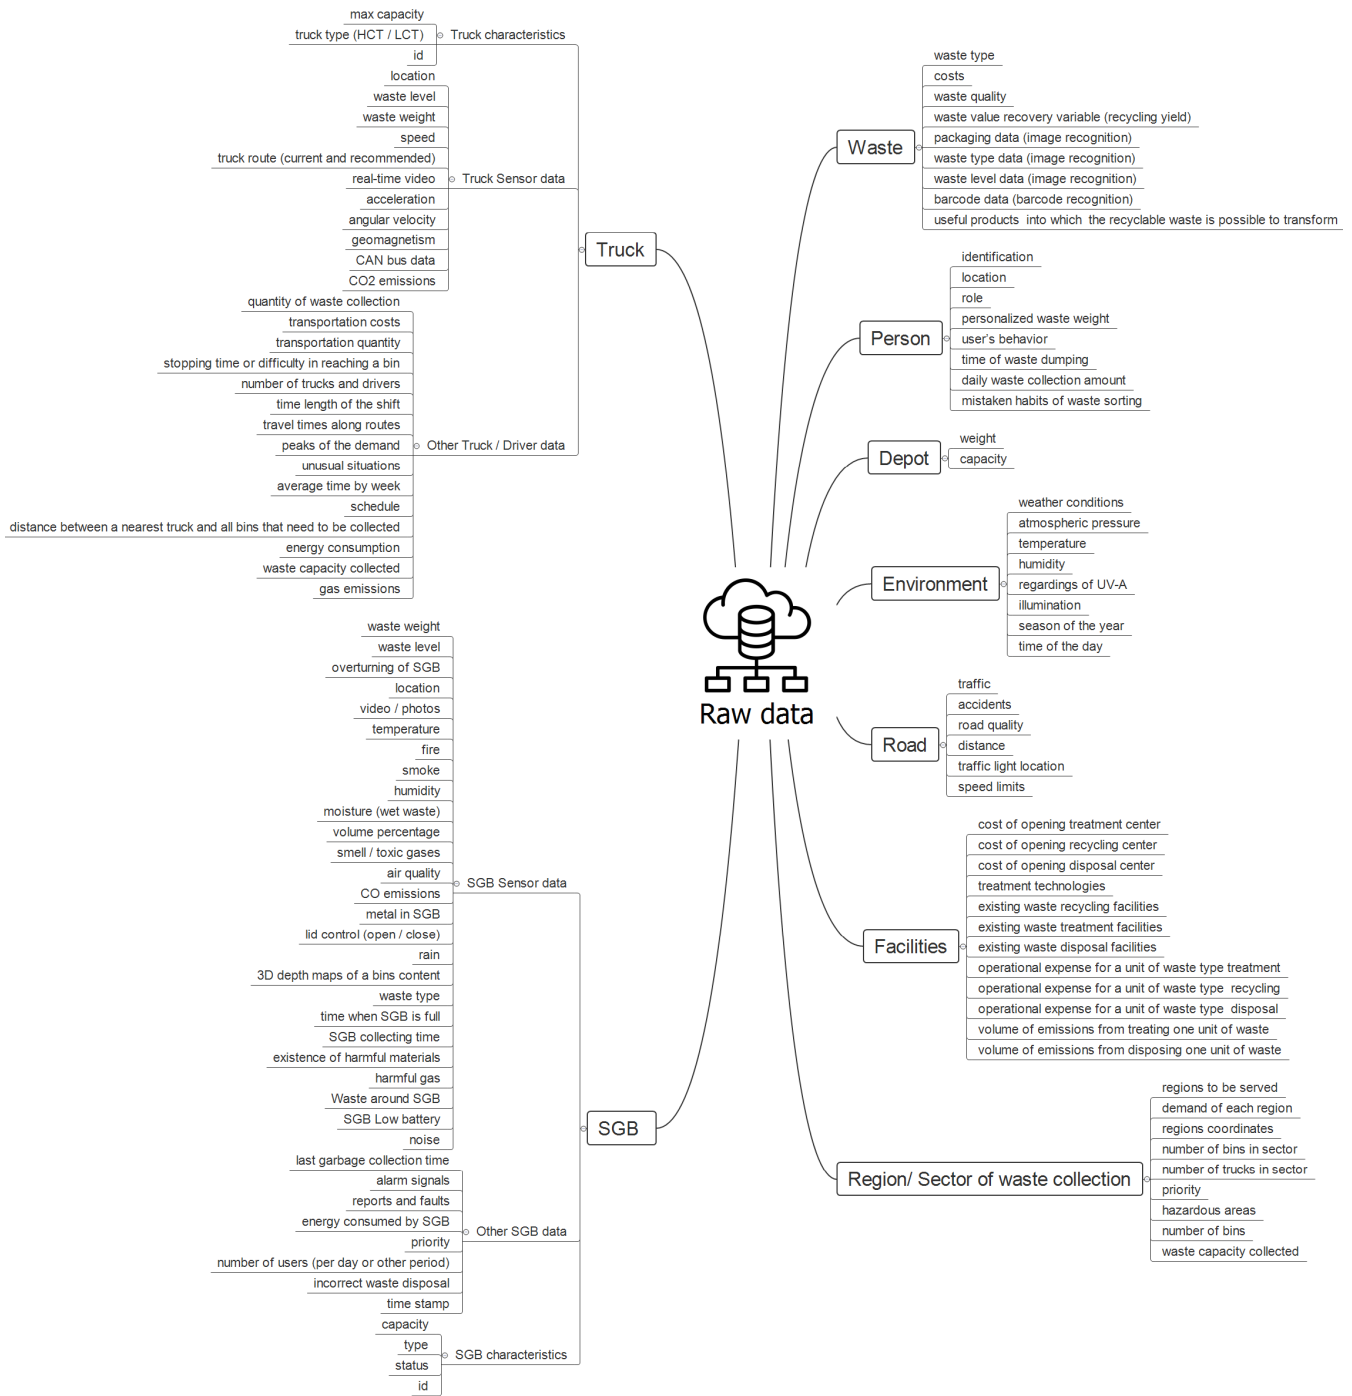 max capacity
truck type (HCT / LCT)
id
Truck characteristics
location
waste level
waste weight
speed
truck route (current and recommended)
real-time video
acceleration
angular velocity
geomagnetism
CAN bus data
CO2 emissions
Truck Sensor data
quantity of waste collection
transportation costs
transportation quantity
stopping time or difficulty in reaching a bin
number of trucks and drivers
time length of the shift
travel times along routes
peaks of the demand
unusual situations
average time by week
schedule
distance between a nearest truck and all bins that need to be collected
energy consumption
waste capacity collected
gas emissions
Other Truck / Driver data
Truck
waste weight
waste level
overturning of SGB
location
video / photos
temperature
fire
smoke
humidity
moisture (wet waste)
volume percentage
smell / toxic gases
air quality
CO emissions
metal in SGB
lid control (open / close)
rain
3D depth maps of a bins content
waste type
time when SGB is full
SGB collecting time
existence of harmful materials
harmful gas
Waste around SGB
SGB Low battery
noise
SGB Sensor data
last garbage collection time
alarm signals
reports and faults
energy consumed by SGB
priority
number of users (per day or other period)
incorrect waste disposal
time stamp
Other SGB data
capacity
type
status
id
SGB characteristics
SGB
Raw data
Waste
waste type
costs
waste quality
waste value recovery variable (recycling yield)
packaging data (image recognition)
waste type data (image recognition)
waste level data (image recognition)
barcode data (barcode recognition)
useful products into which the recyclable waste is possible to transform
Person
identification
location
role
personalized waste weight
user's behavior
time of waste dumping
daily waste collection amount
mistaken habits of waste sorting
Depot
weight
capacity
Environment
weather conditions
atmospheric pressure
temperature
humidity
regardings of UV-A
illumination
season of the year
time of the day
Road
traffic
accidents
road quality
distance
traffic light location
speed limits
Facilities
cost of opening treatment center
cost of opening recycling center
cost of opening disposal center
treatment technologies
existing waste recycling facilities
existing waste treatment facilities
existing waste disposal facilities
operational expense for a unit of waste type treatment
operational expense for a unit of waste type recycling
operational expense for a unit of waste type disposal
volume of emissions from treating one unit of waste
volume of emissions from disposing one unit of waste
Region/ Sector of waste collection
regions to be served
demand of each region
regions coordinates
number of bins in sector
number of trucks in sector
priority
hazardous areas
number of bins
waste capacity collected